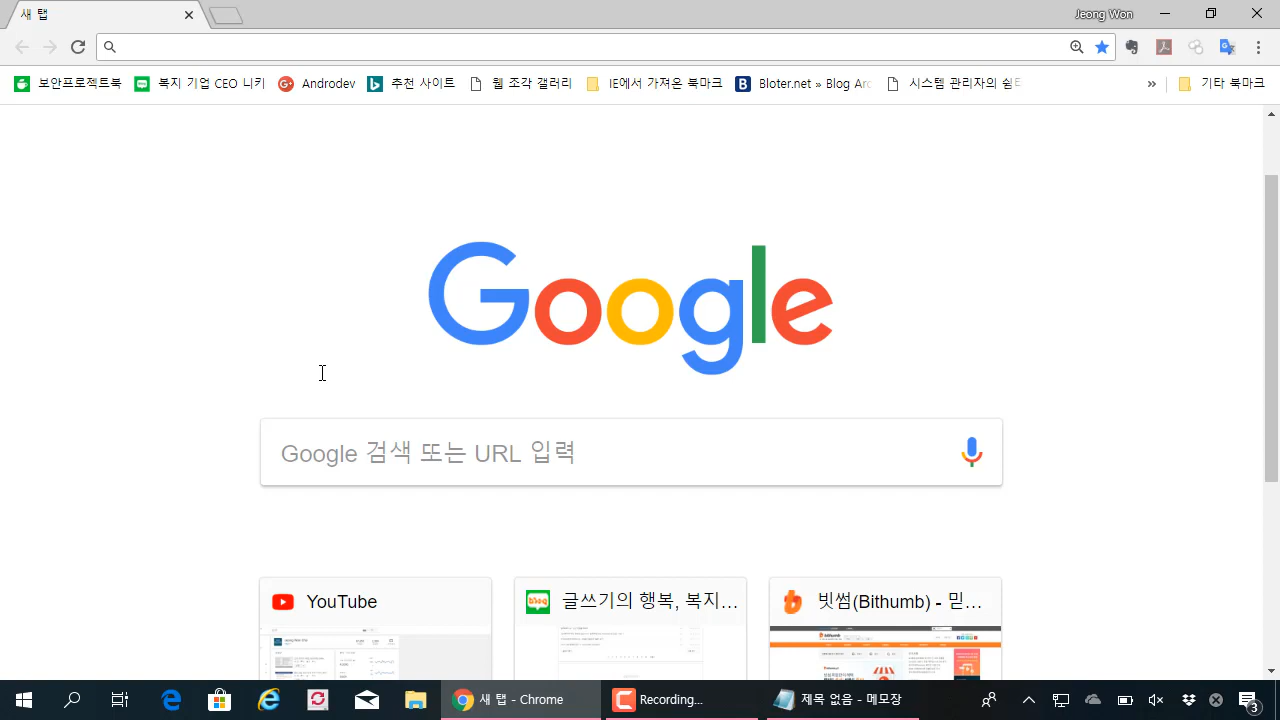 새 탭
Jeong Won
보안프로젝트북 복지 기업 CEO 니키 Androdev 추천 사이트 웹 조각 갤러리 IE에서 가져온 북마크 Bloter.net » Blog Arc 시스템 관리자의 쉼터 » 기타 북마크
Google
Google 검색 또는 URL 입력
YouTube
글쓰기의 행복, 복지...
빗썸(Bithumb) - 믿...
새 탭 - Chrome
Recording...
제목 없음 - 메모장
3